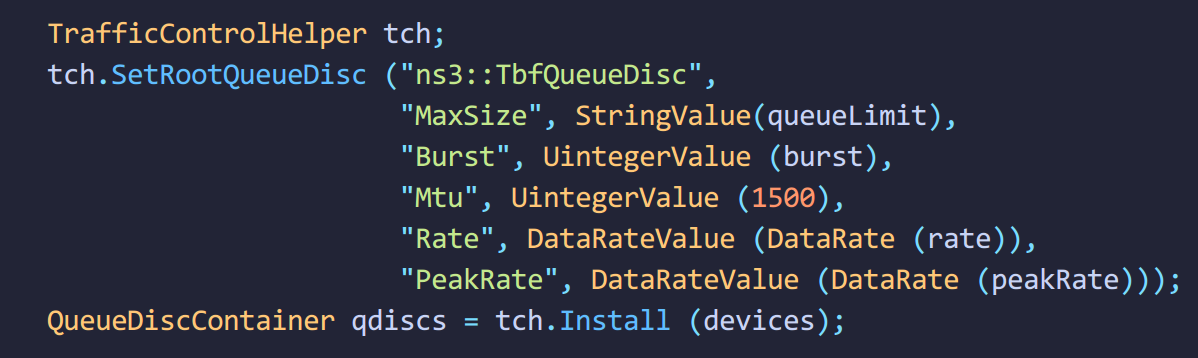 TrafficControlHelper tch;
tch.SetRootQueueDisc ("ns3::TbfQueueDisc",
"MaxSize", StringValue(queueLimit),
"Burst", UintegerValue (burst),
"Mtu", UintegerValue (1500),
"Rate", DataRateValue (DataRate (rate)),
"PeakRate", DataRateValue (DataRate (peakRate)));
QueueDiscContainer qdiscs = tch.Install (devices);